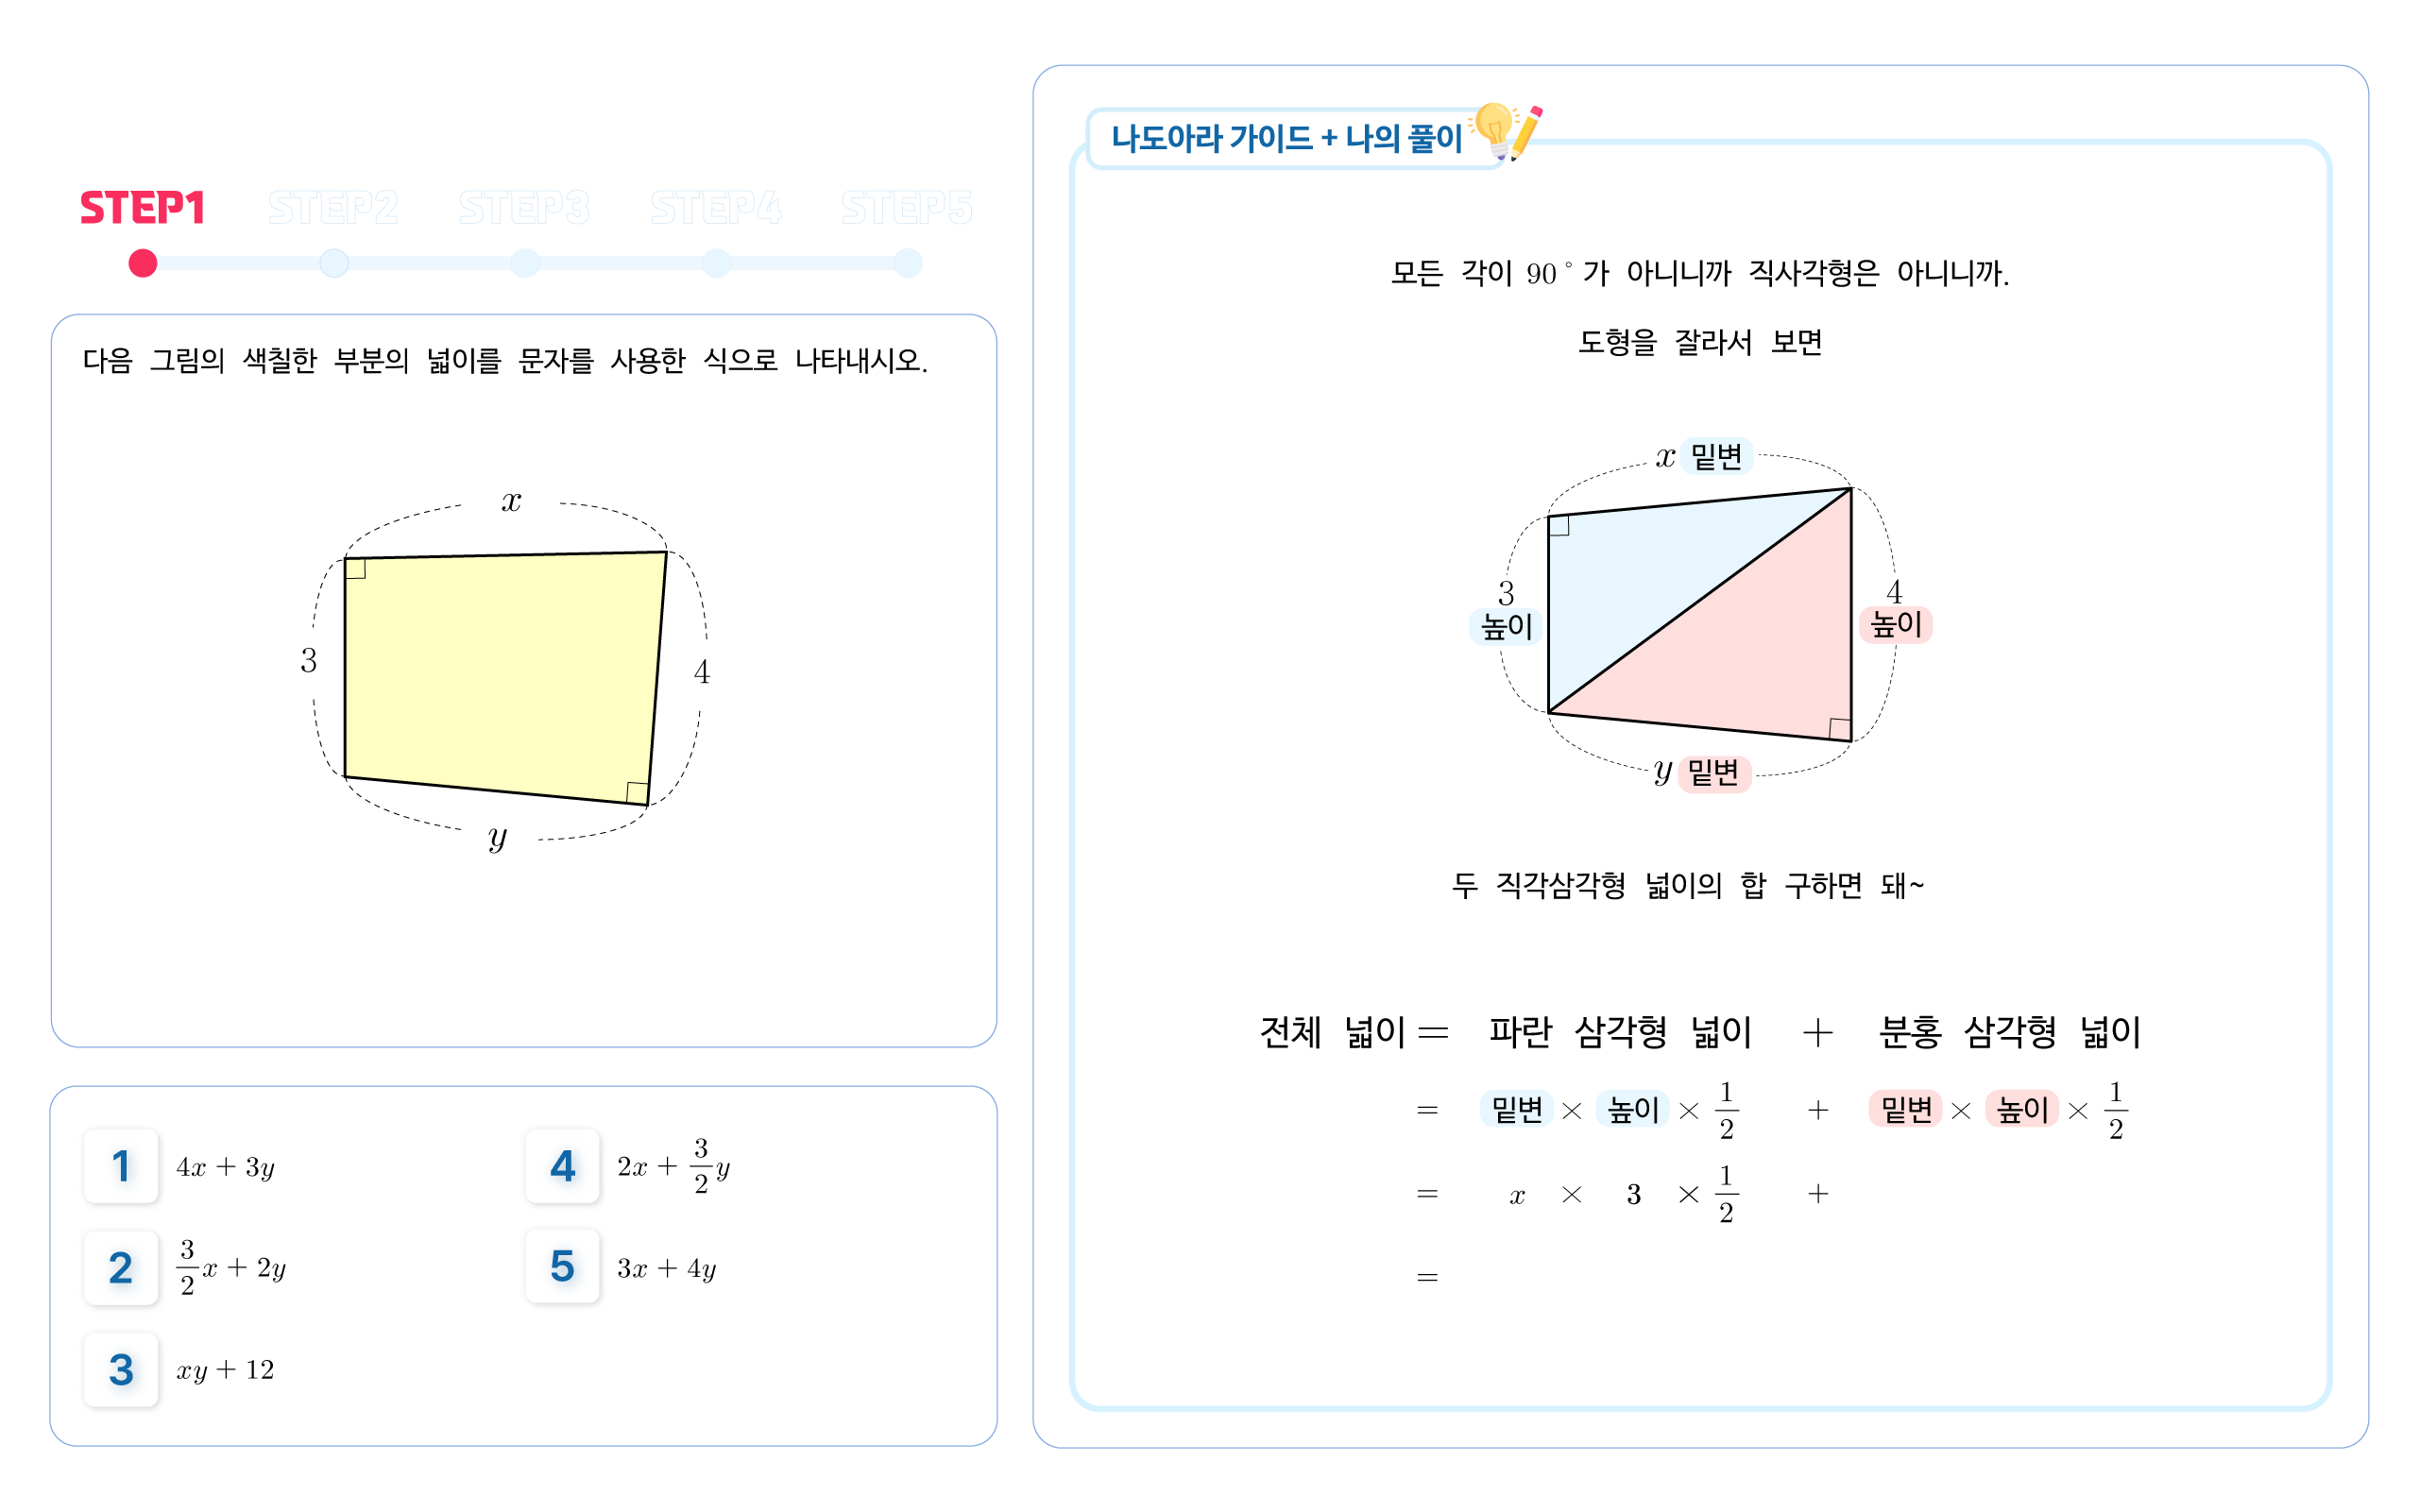 STEP1 STEP2 STEP3 STEP4 STEP5
다음 그림의 색칠한 부분의 넓이를 문자를 사용한 식으로 나타내시오.
x
3
4
y
1 4x + 3y
2 3/2 x + 2y
3 xy + 12
4 2x + 3/2 y
5 3x + 4y
나도아라 가이드 + 나의 풀이
모든 각이 90°가 아니니까 직사각형은 아니니까.
도형을 잘라서 보면
x 밑변
3
높이
4
높이
y 밑변
두 직각삼각형 넓이의 합 구하면 돼~
전체 넓이 = 파란 삼각형 넓이 + 분홍 삼각형 넓이
= 밑변 × 높이 × 1/2 + 밑변 × 높이 × 1/2
= x × 3 × 1/2 +
=